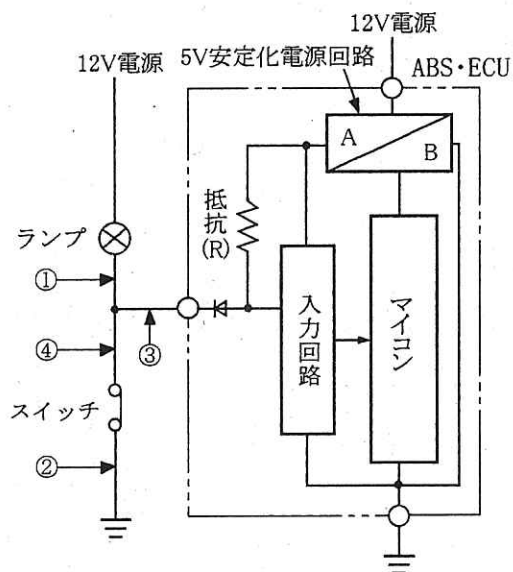 12V電源
12V電源
5V安定化電源回路
ABS・ECU
A
B
抵抗
(R)
ランプ
①
③
④
入力回路
マイコン
スイッチ
②